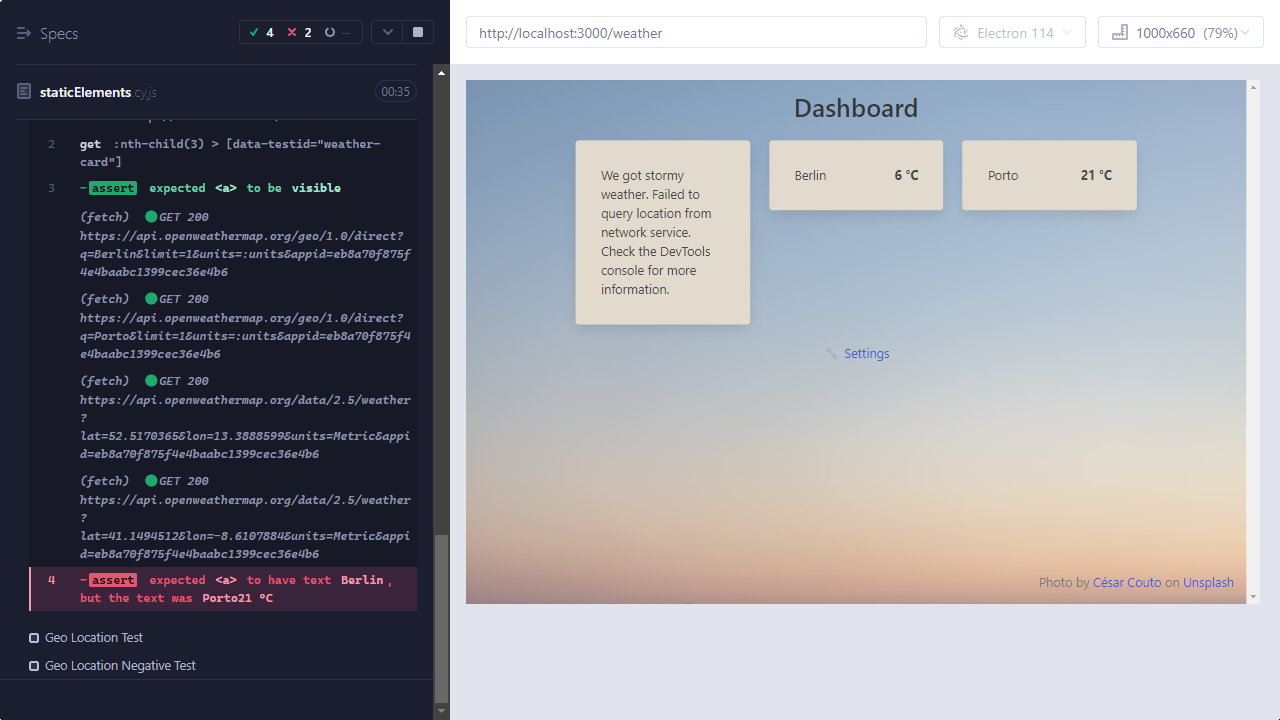 Specs
4
2
--
staticElements.cy.js
00:35
2
get :nth-child(3) > [data-testid="weather-
card"]
3
-assert expected <a> to be visible
(fetch) GET 200
https://api.openweathermap.org/geo/1.0/direct?
q=Berlin&limit=1&units=:units&appid=eb8a70f875f
4e4baabc1399cec36e4b6
(fetch) GET 200
https://api.openweathermap.org/geo/1.0/direct?
q=Porto&limit=1&units=:units&appid=eb8a70f875f4
e4baabc1399cec36e4b6
(fetch) GET 200
https://api.openweathermap.org/data/2.5/weather
?
lat=52.5170365&lon=13.3888599&units=Metric&appi
d=eb8a70f875f4e4baabc1399cec36e4b6
(fetch) GET 200
https://api.openweathermap.org/data/2.5/weather
?
lat=41.1494512&lon=-8.6107884&units=Metric&appi
d=eb8a70f875f4e4baabc1399cec36e4b6
4
-assert expected <a> to have text Berlin,
but the text was Porto21 °C
Geo Location Test
Geo Location Negative Test
http://localhost:3000/weather
Electron 114
1000x660 (79%)
Dashboard
We got stormy
weather. Failed to
query location from
network service.
Check the DevTools
console for more
information.
Berlin 6 °C
Porto 21 °C
Settings
Photo by César Couto on Unsplash